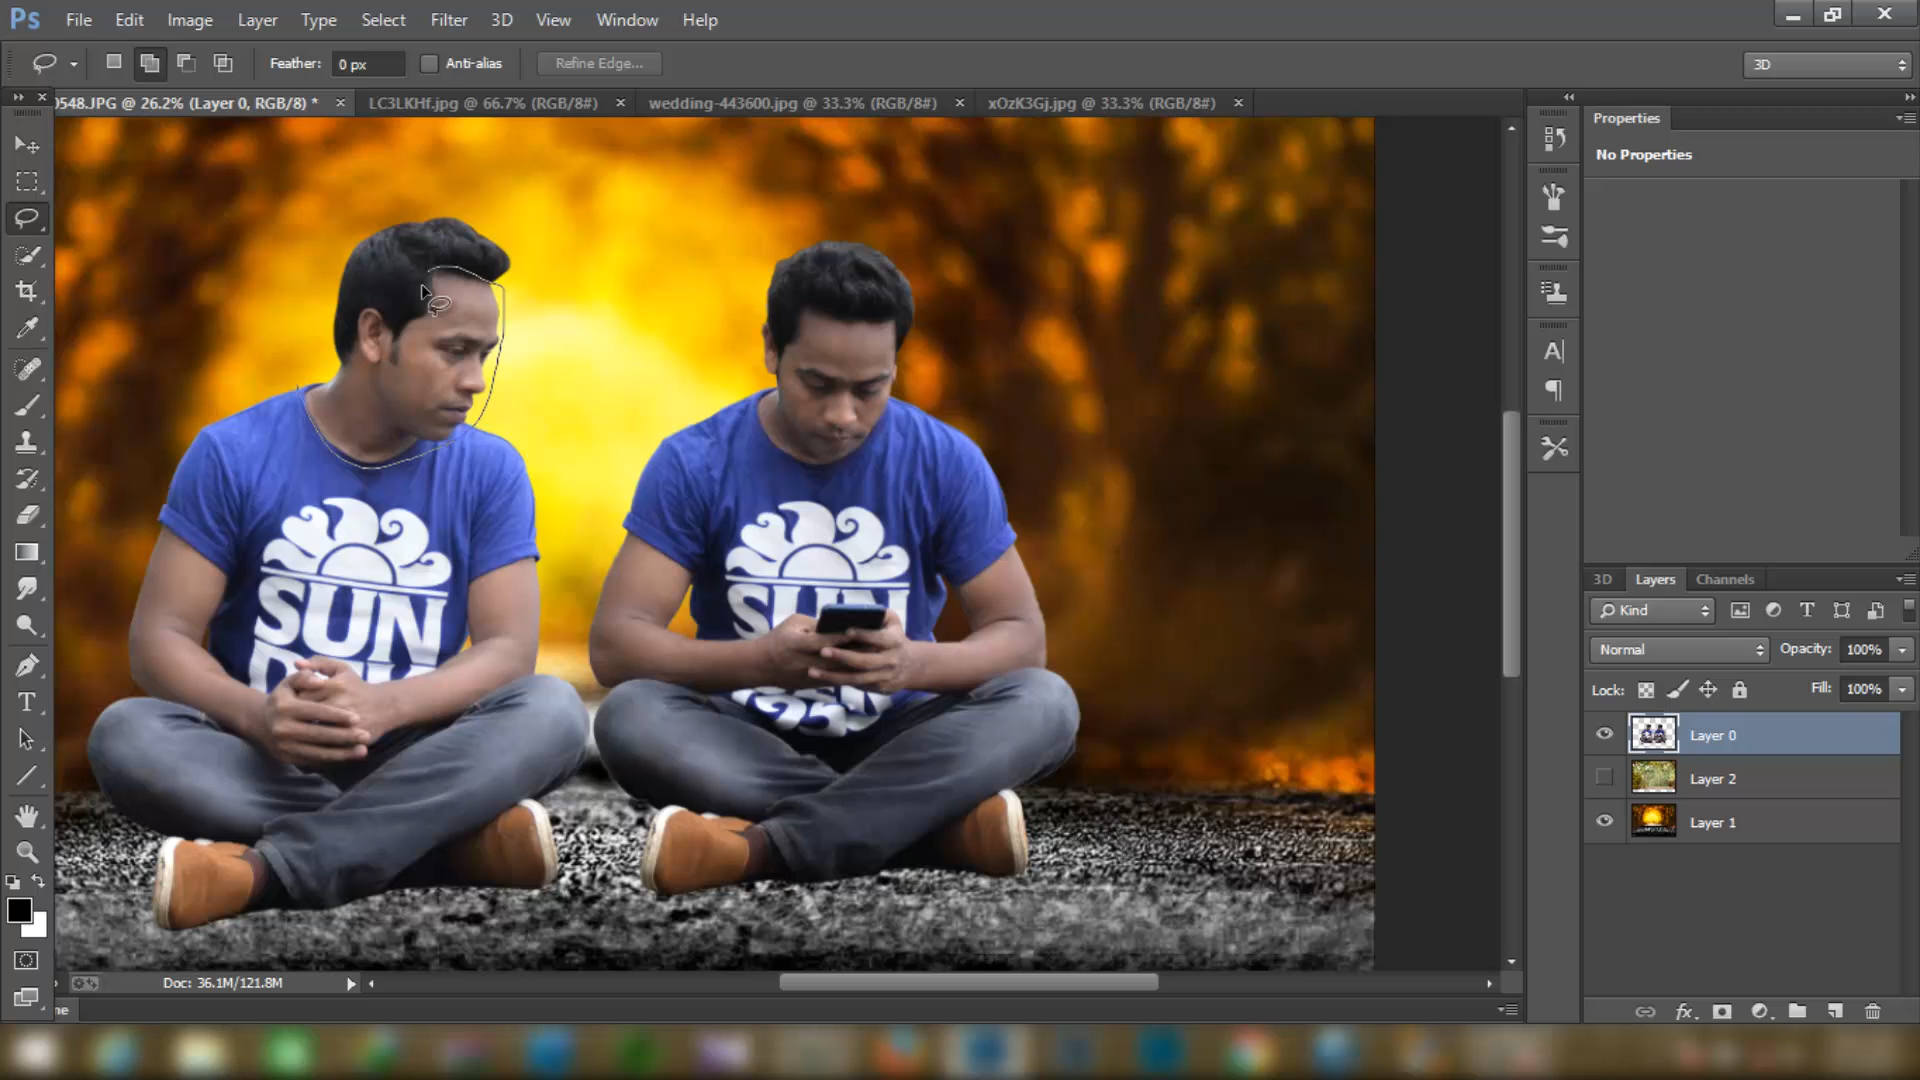 Ps File Edit Image Layer Type Select Filter 3D View Window Help
Feather: 0 px Anti-alias Refine Edge... 3D
0548.JPG @ 26.2% (Layer 0, RGB/8) * LC3LKHf.jpg @ 66.7% (RGB/8#) wedding-443600.jpg @ 33.3% (RGB/8#) xOzK3Gj.jpg @ 33.3% (RGB/8#)
Properties
No Properties
SUN
SUN
3D Layers Channels
Kind
Normal Opacity: 100%
Lock: Fill: 100%
Layer 0
Layer 2
Layer 1
Doc: 36.1M/121.8M